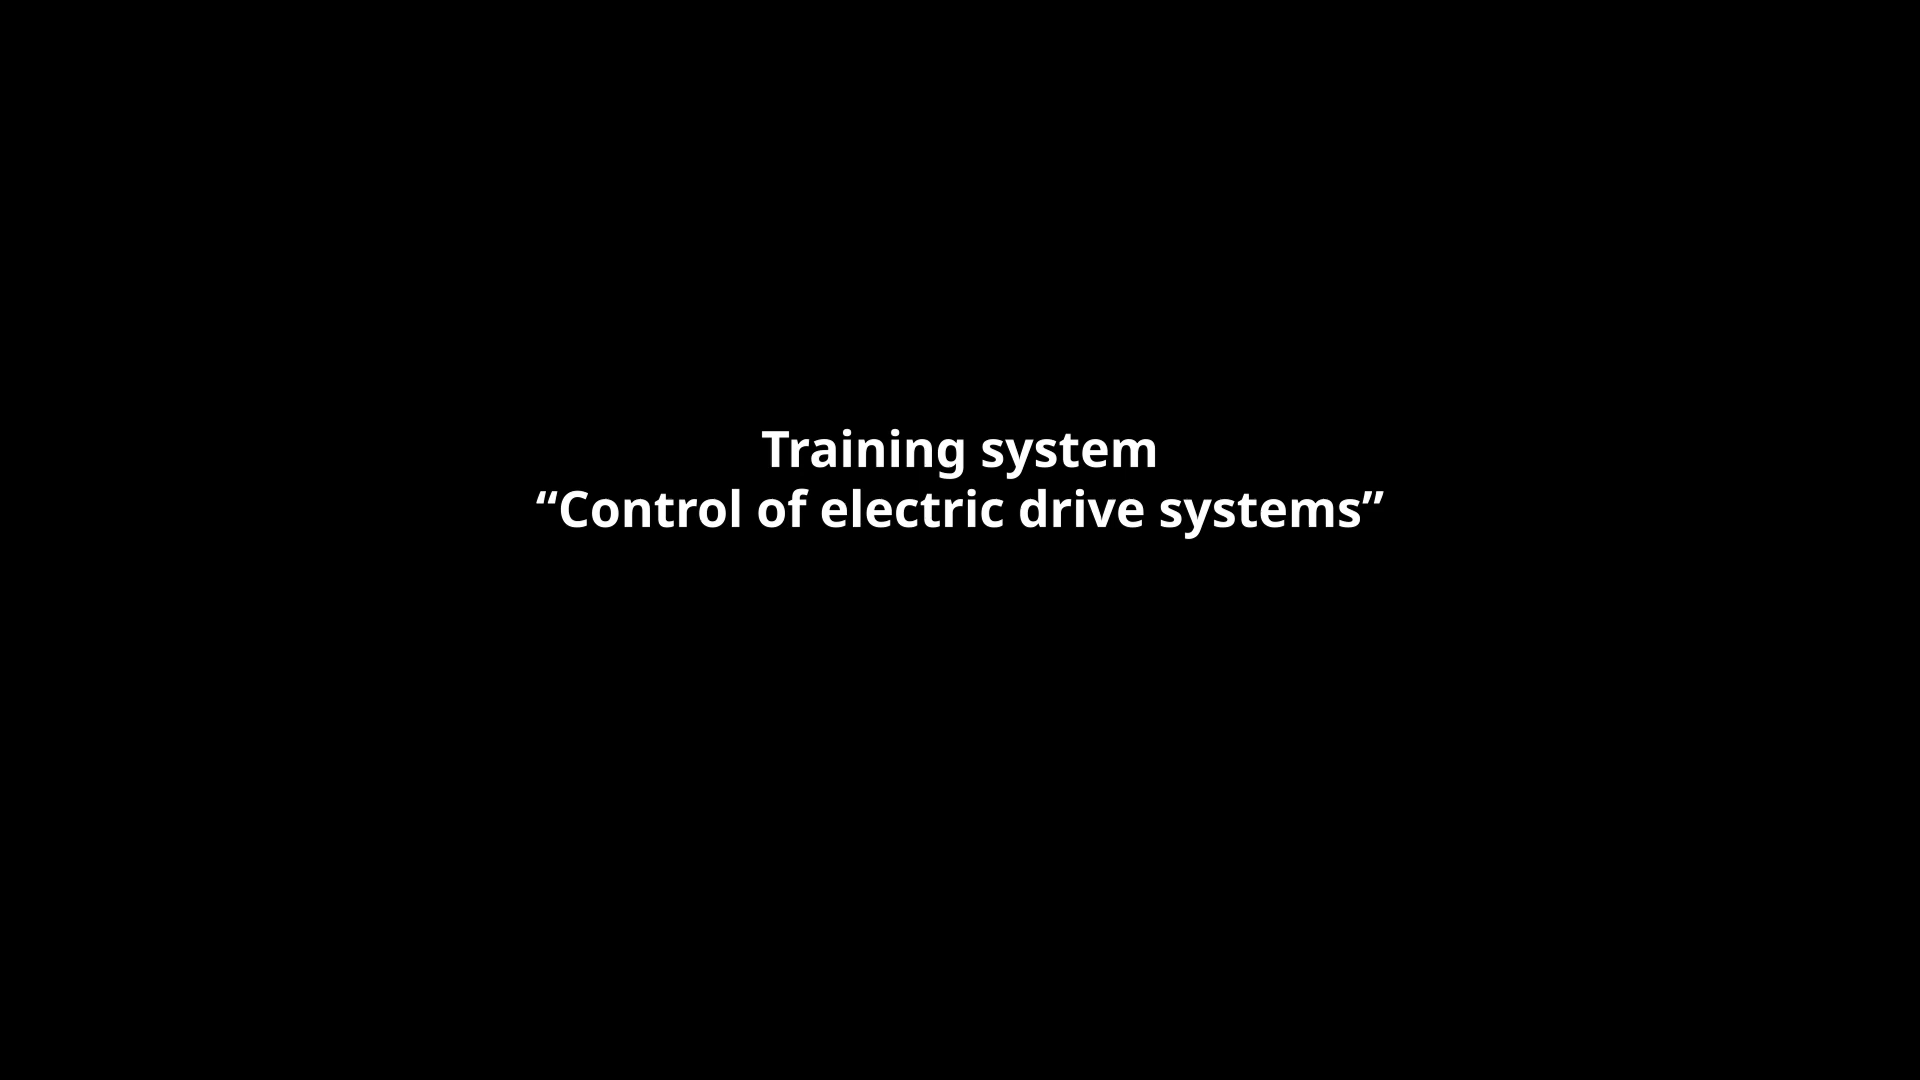 Training system
“Control of electric drive systems”